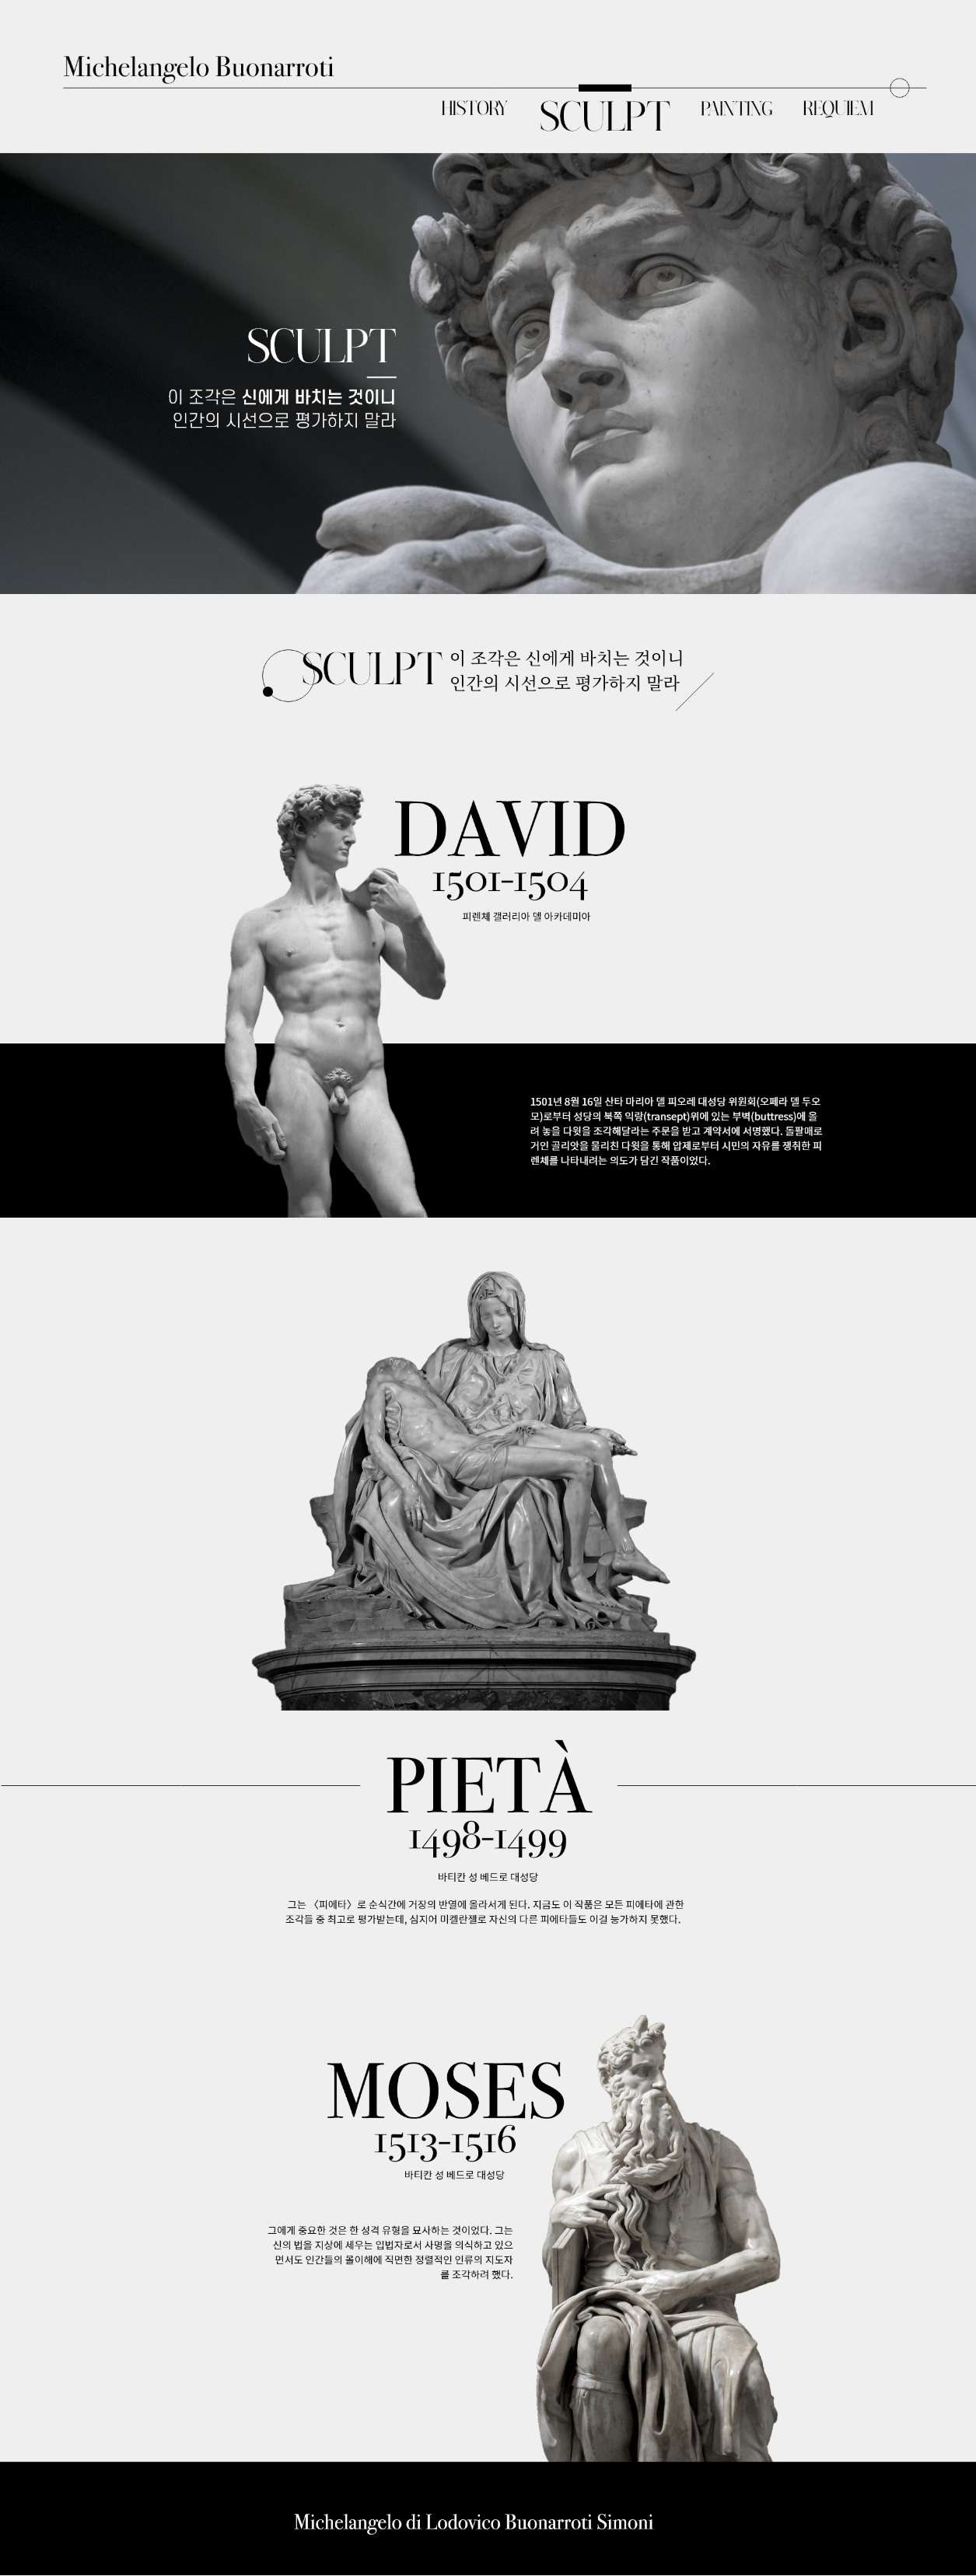 Michelangelo Buonarroti
HISTORY SCULPT PAINTING REQUIEM
SCULPT
이 조각은 신에게 바치는 것이니
인간의 시선으로 평가하지 말라
SCULPT
이 조각은 신에게 바치는 것이니
인간의 시선으로 평가하지 말라
DAVID
1501-1504
피렌체 갤러리아 델 아카데미아
1501년 8월 16일 산타 마리아 델 피오레 대성당 위원회(오페라 델 두오
모)로부터 성당의 북쪽 익랑(transept)위에 있는 부벽(buttress)에 올
려 놓을 다윗을 조각해달라는 주문을 받고 계약서에 서명했다. 돌팔매로
거인 골리앗을 물리친 다윗을 통해 압제로부터 시민의 자유를 쟁취한 피
렌체를 나타내려는 의도가 담긴 작품이었다.
PIETÀ
1498-1499
바티칸 성 베드로 대성당
그는 〈피에타〉로 순식간에 거장의 반열에 올라서게 된다. 지금도 이 작품은 모든 피에타에 관한
조각들 중 최고로 평가받는데, 심지어 미켈란젤로 자신의 다른 피에타들도 이걸 능가하지 못했다.
MOSES
1513-1516
바티칸 성 베드로 대성당
그에게 중요한 것은 한 성격 유형을 묘사하는 것이었다. 그는
신의 법을 지상에 세우는 입법자로서 사명을 의식하고 있으
면서도 인간들의 몰이해에 직면한 정렬적인 인류의 지도자
를 조각하려 했다.
Michelangelo di Lodovico Buonarroti Simoni